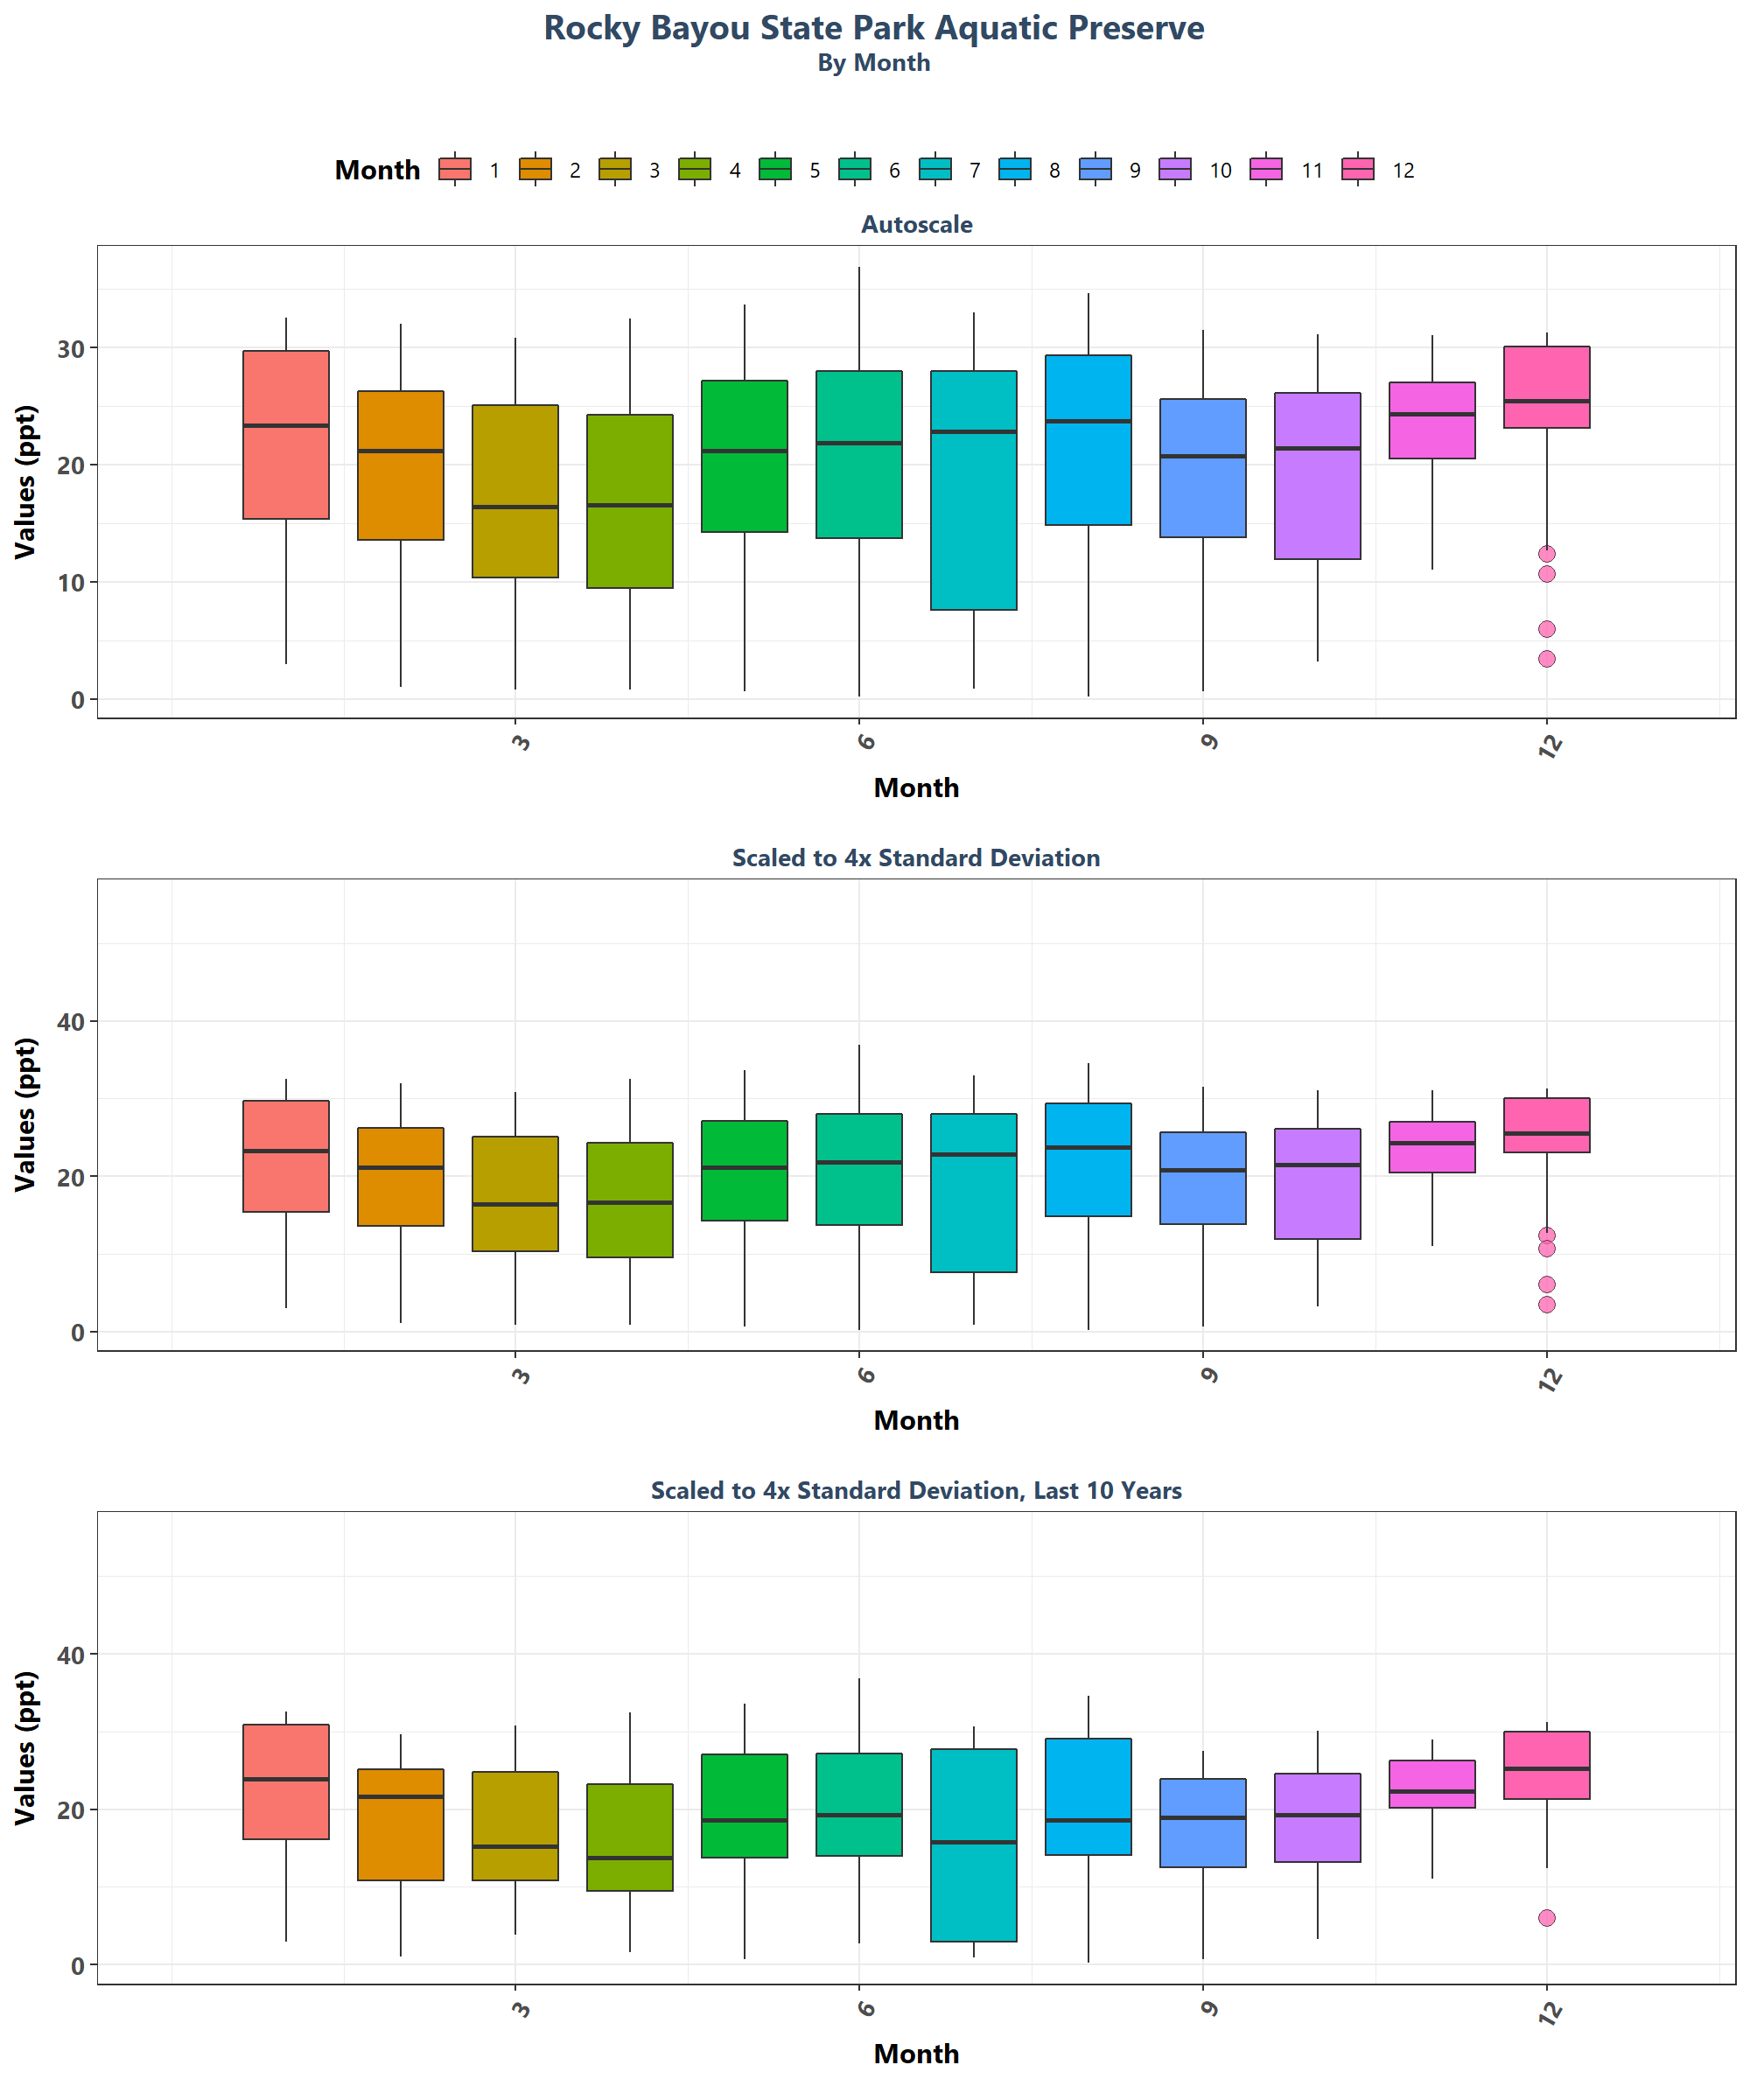 Rocky Bayou State Park Aquatic Preserve
By Month
Month 1 2 3 4 5 6 7 8 9 10 11 12
Autoscale
Values (ppt)
30
20
10
0
3 6 9 12
Month
Scaled to 4x Standard Deviation
Values (ppt)
40
20
0
3 6 9 12
Month
Scaled to 4x Standard Deviation, Last 10 Years
Values (ppt)
40
20
0
3 6 9 12
Month